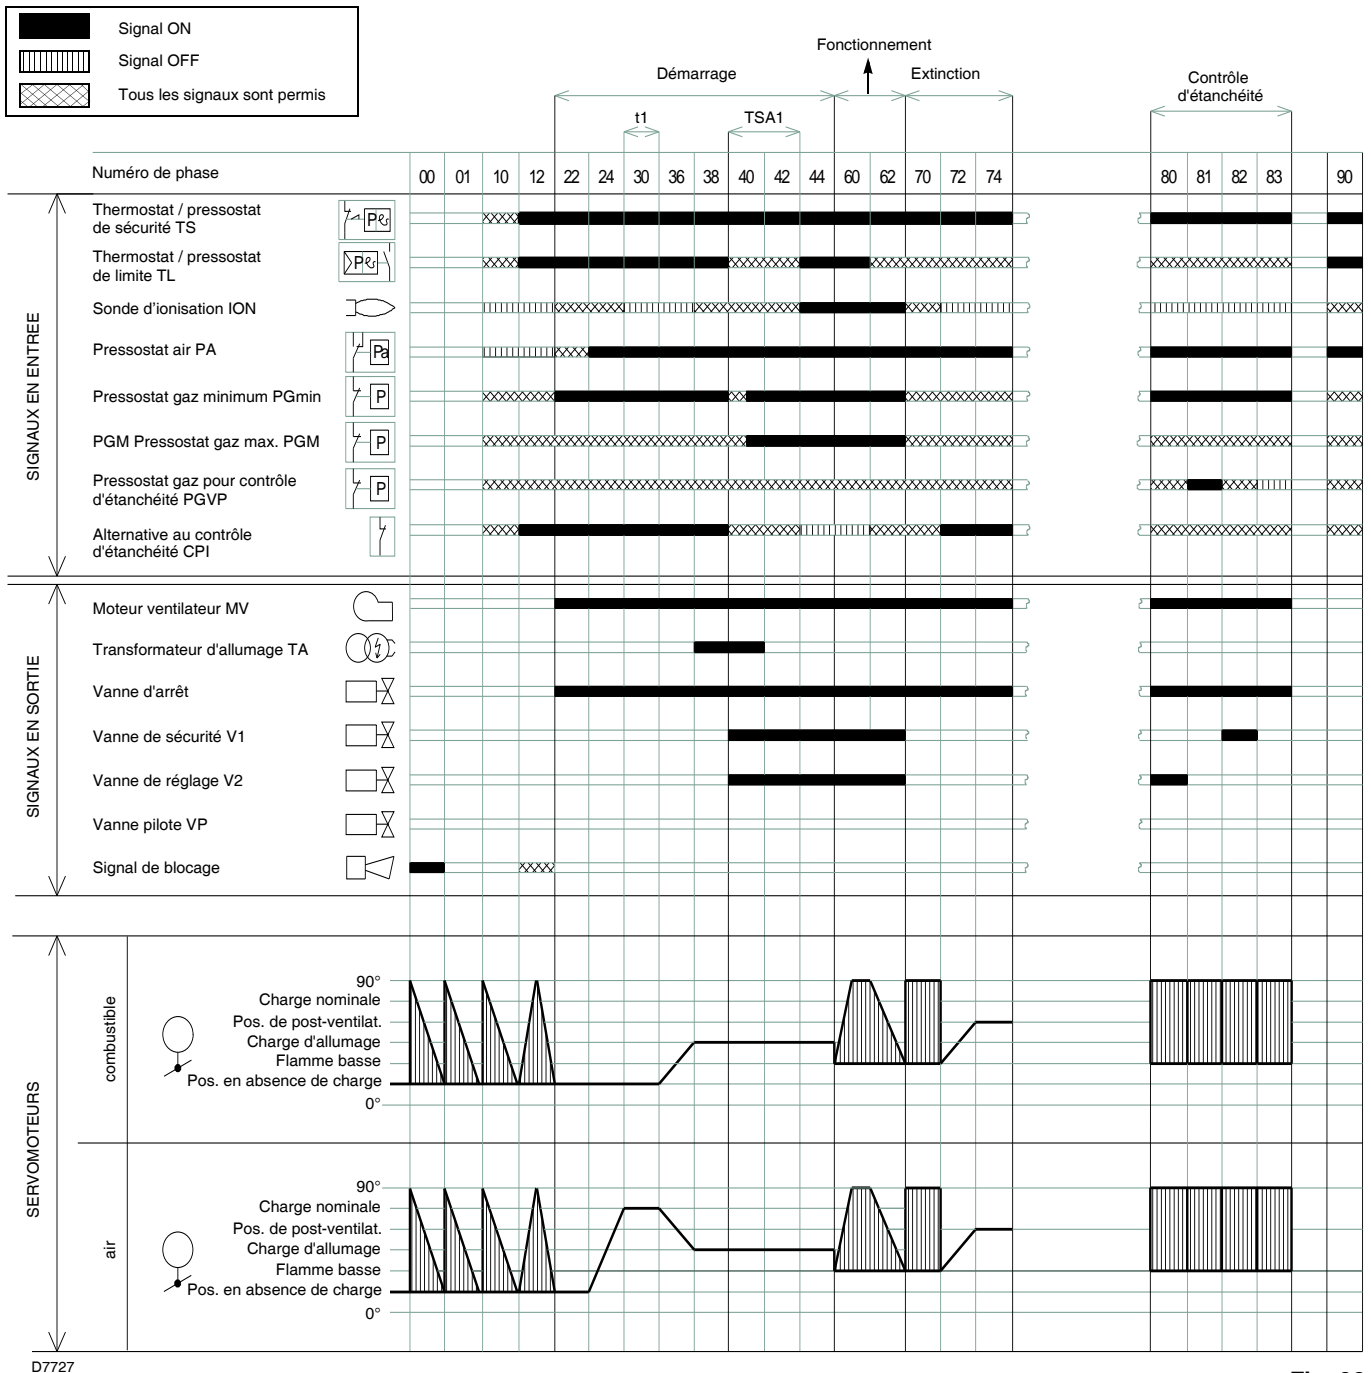 Signal ON
Signal OFF
Tous les signaux sont permis
Fonctionnement
Démarrage
Extinction
Contrôle
d'étanchéité
t1
TSA1
Numéro de phase
00 01 10 12 22 24 30 36 38 40 42 44 60 62 70 72 74 80 81 82 83 90
SIGNAUX EN ENTREE
Thermostat / pressostat
de sécurité TS
P
Thermostat / pressostat
de limite TL
P
Sonde d'ionisation ION
Pressostat air PA
Pa
Pressostat gaz minimum PGmin
P
PGM Pressostat gaz max. PGM
P
Pressostat gaz pour contrôle
d'étanchéité PGVP
P
Alternative au contrôle
d'étanchéité CPI
SIGNAUX EN SORTIE
Moteur ventilateur MV
Transformateur d'allumage TA
Vanne d'arrêt
Vanne de sécurité V1
Vanne de réglage V2
Vanne pilote VP
Signal de blocage
SERVOMOTEURS
combustible
90°
Charge nominale
Pos. de post-ventilat.
Charge d'allumage
Flamme basse
Pos. en absence de charge
0°
air
90°
Charge nominale
Pos. de post-ventilat.
Charge d'allumage
Flamme basse
Pos. en absence de charge
0°
D7727